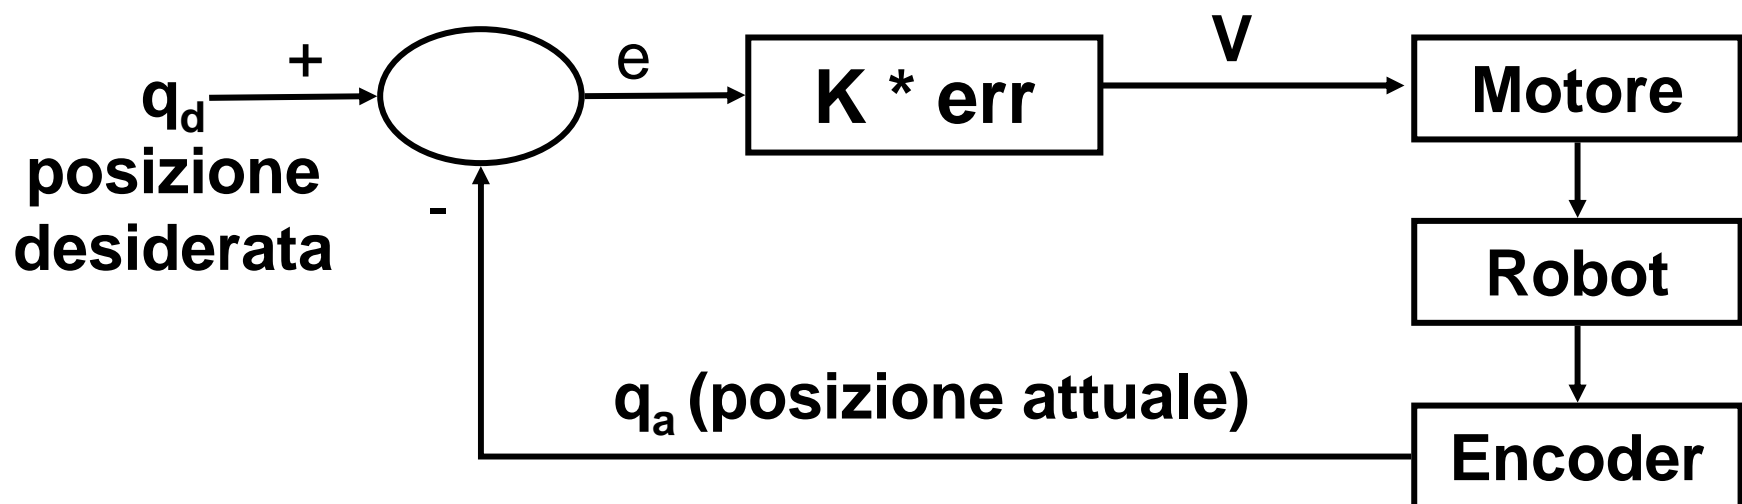 +
e
V
q_d
posizione
desiderata
K * err
Motore
-
Robot
q_a (posizione attuale)
Encoder